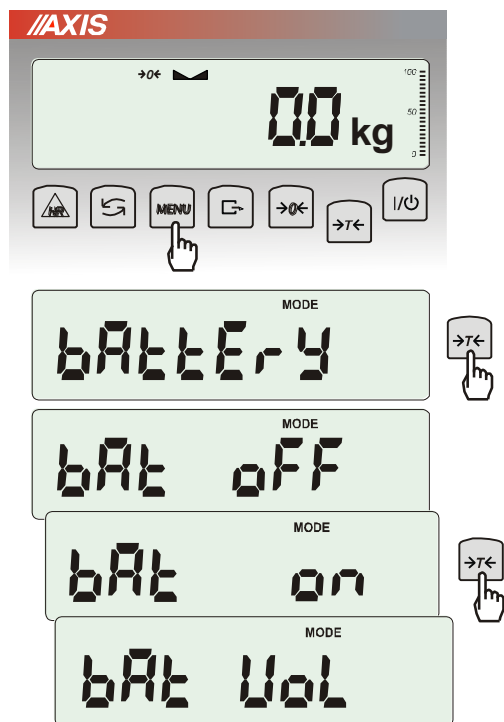 //AXIS
→0←
100
50
0
0.0 kg
HR MENU →0← →T← I/⏻
MODE
bAttErY
→T←
MODE
bAt oFF
MODE
bAt on
→T←
MODE
bAt UoL